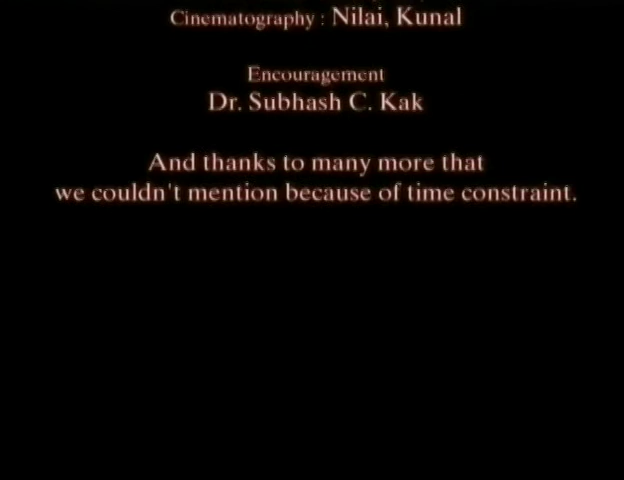 Cinematography : Nilai, Kunal
Encouragement
Dr. Subhash C. Kak
And thanks to many more that
we couldn't mention because of time constraint.